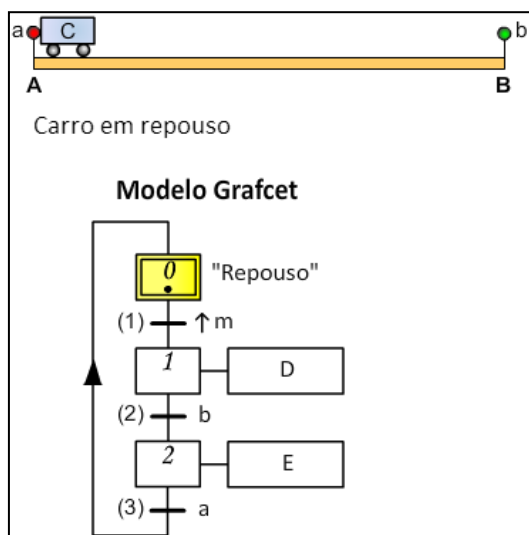 a C b
A B
Carro em repouso
Modelo Grafcet
0 "Repouso"
(1) ↑m
1 D
(2) b
2 E
(3) a